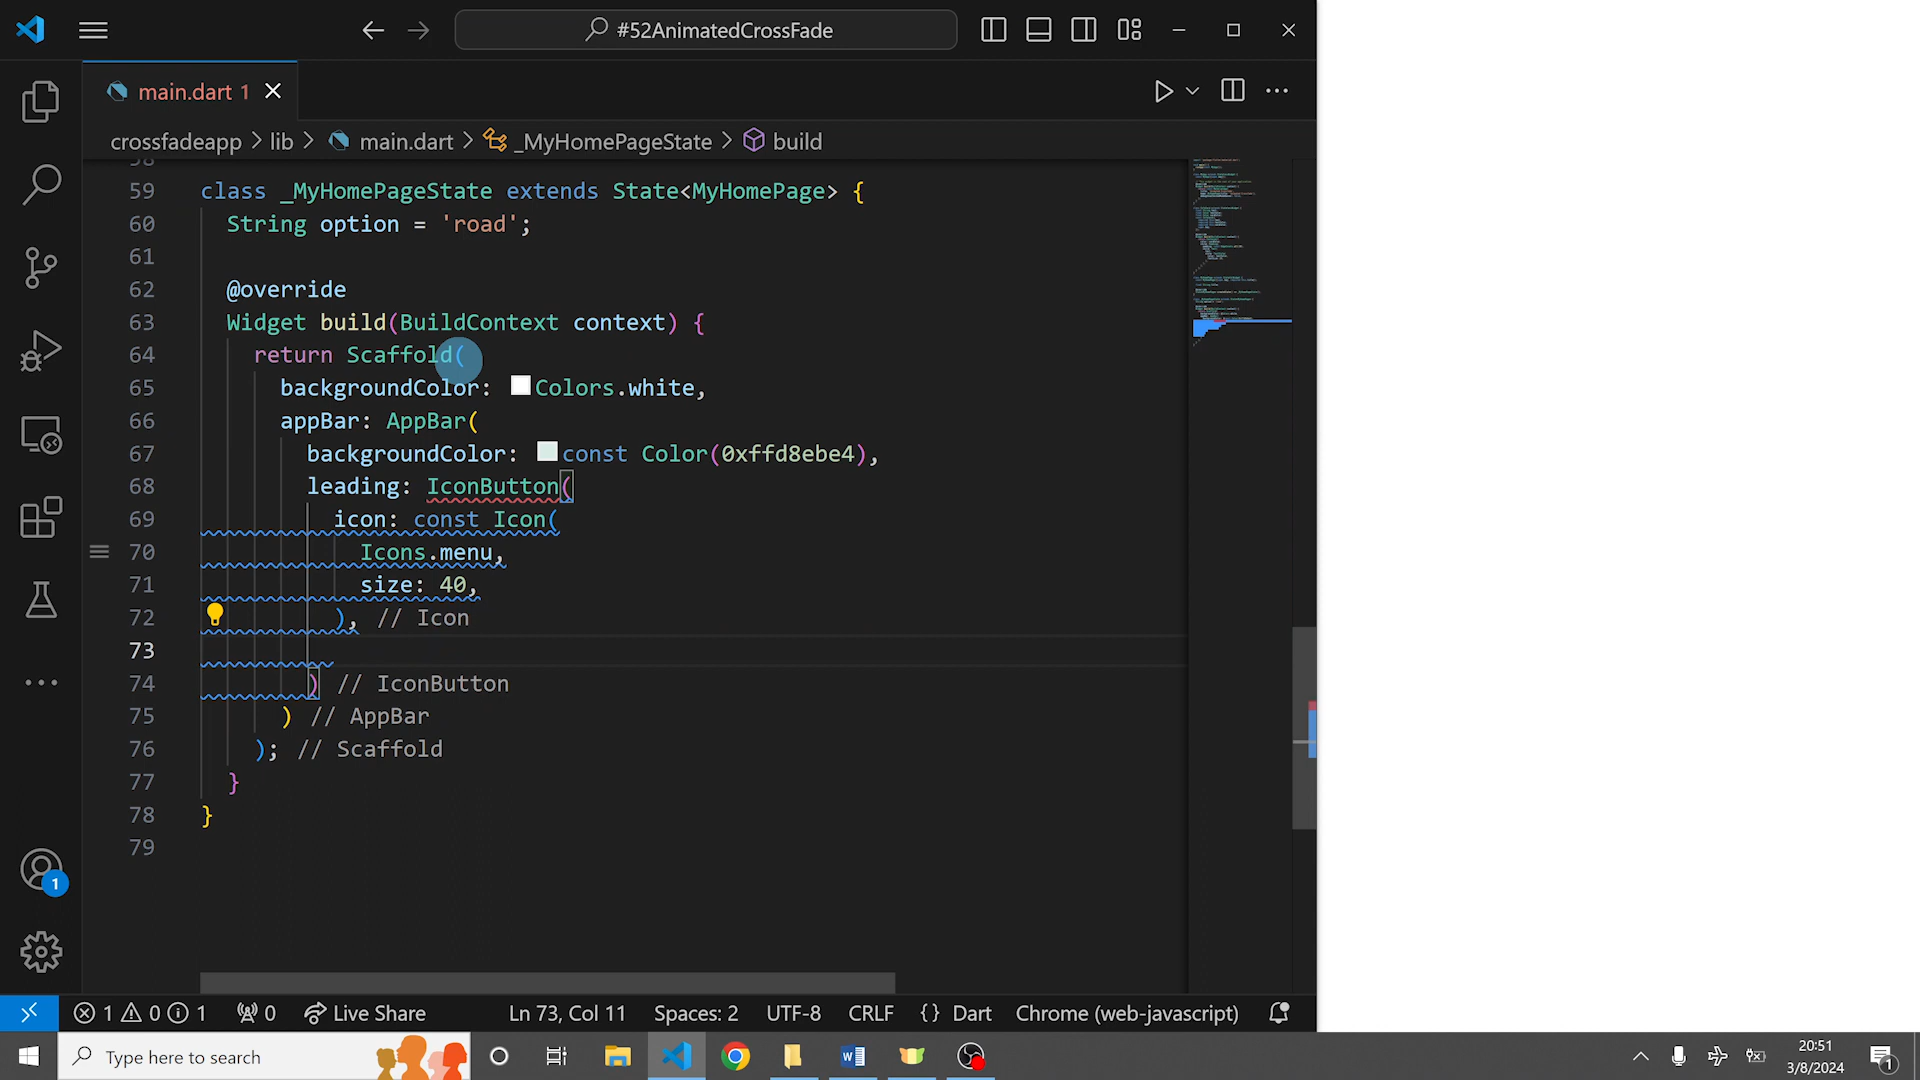 #52AnimatedCrossFade
main.dart 1
crossfadeapp > lib > main.dart > _MyHomePageState > build
58
59 class _MyHomePageState extends State<MyHomePage> {
60 String option = 'road';
61
62 @override
63 Widget build(BuildContext context) {
64 return Scaffold(
65 backgroundColor: Colors.white,
66 appBar: AppBar(
67 backgroundColor: const Color(0xffd8ebe4),
68 leading: IconButton(
69 icon: const Icon(
70 Icons.menu,
71 size: 40,
72 ), // Icon
73
74 ) // IconButton
75 ) // AppBar
76 ); // Scaffold
77 }
78 }
79
1
1 0 1 0 Live Share Ln 73, Col 11 Spaces: 2 UTF-8 CRLF {} Dart Chrome (web-javascript)
Type here to search
20:51
3/8/2024
1